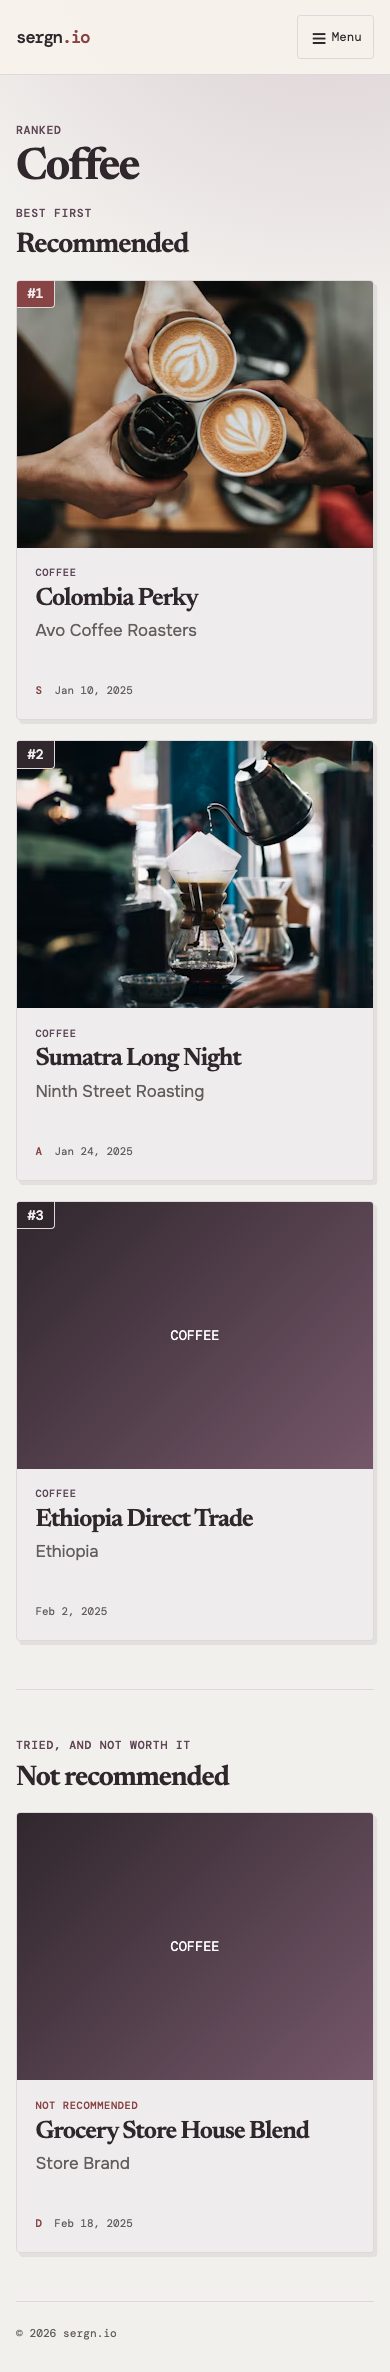 sergn.io
Menu
RANKED
Coffee
BEST FIRST
Recommended
#1
COFFEE
Colombia Perky
Avo Coffee Roasters
S Jan 10, 2025
#2
COFFEE
Sumatra Long Night
Ninth Street Roasting
A Jan 24, 2025
#3
COFFEE
COFFEE
Ethiopia Direct Trade
Ethiopia
Feb 2, 2025
TRIED, AND NOT WORTH IT
Not recommended
COFFEE
NOT RECOMMENDED
Grocery Store House Blend
Store Brand
D Feb 18, 2025
© 2026 sergn.io